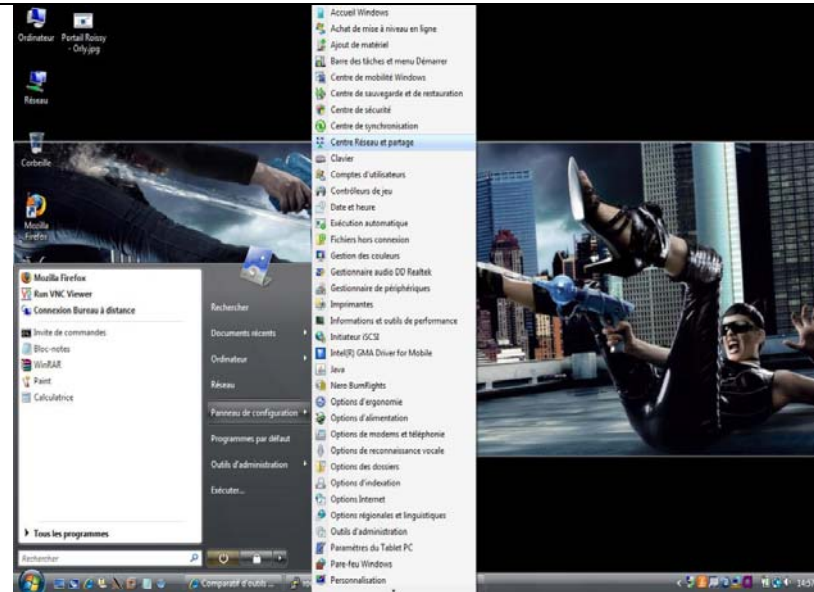 Ordinateur
Portail Roissy
- Orly.jpg
Réseau
Corbeille
Mozilla
Firefox
Mozilla Firefox
Run VNC Viewer
Connexion Bureau à distance
Invite de commandes
Bloc-notes
WinRAR
Paint
Calculatrice
Tous les programmes
Rechercher
Rechercher
Documents récents
Ordinateur
Réseau
Panneau de configuration
Programmes par défaut
Outils d'administration
Exécuter...
Accueil Windows
Achat de mise à niveau en ligne
Ajout de matériel
Barre des tâches et menu Démarrer
Centre de mobilité Windows
Centre de sauvegarde et de restauration
Centre de sécurité
Centre de synchronisation
Centre Réseau et partage
Clavier
Comptes d'utilisateurs
Contrôleurs de jeu
Date et heure
Exécution automatique
Fichiers hors connexion
Gestion des couleurs
Gestionnaire audio DD Realtek
Gestionnaire de périphériques
Imprimantes
Informations et outils de performance
Initiateur iSCSI
Intel(R) GMA Driver for Mobile
Java
Nero BurnRights
Options d'ergonomie
Options d'alimentation
Options de modems et téléphonie
Options de reconnaissance vocale
Options des dossiers
Options d'indexation
Options Internet
Options régionales et linguistiques
Outils d'administration
Paramètres du Tablet PC
Pare-feu Windows
Personnalisation
Comparatif d'outils ...
14:57